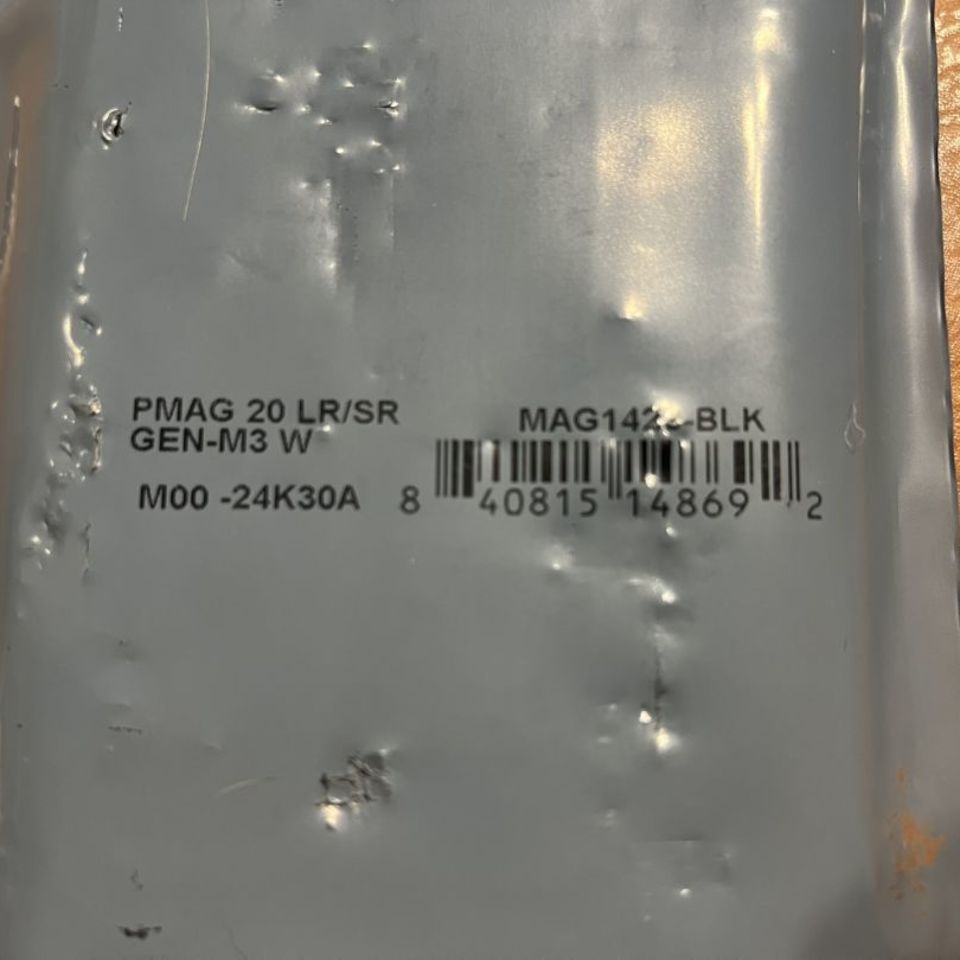 PMAG 20 LR/SR
GEN-M3 W
M00 -24K30A
8 40815 14869 2